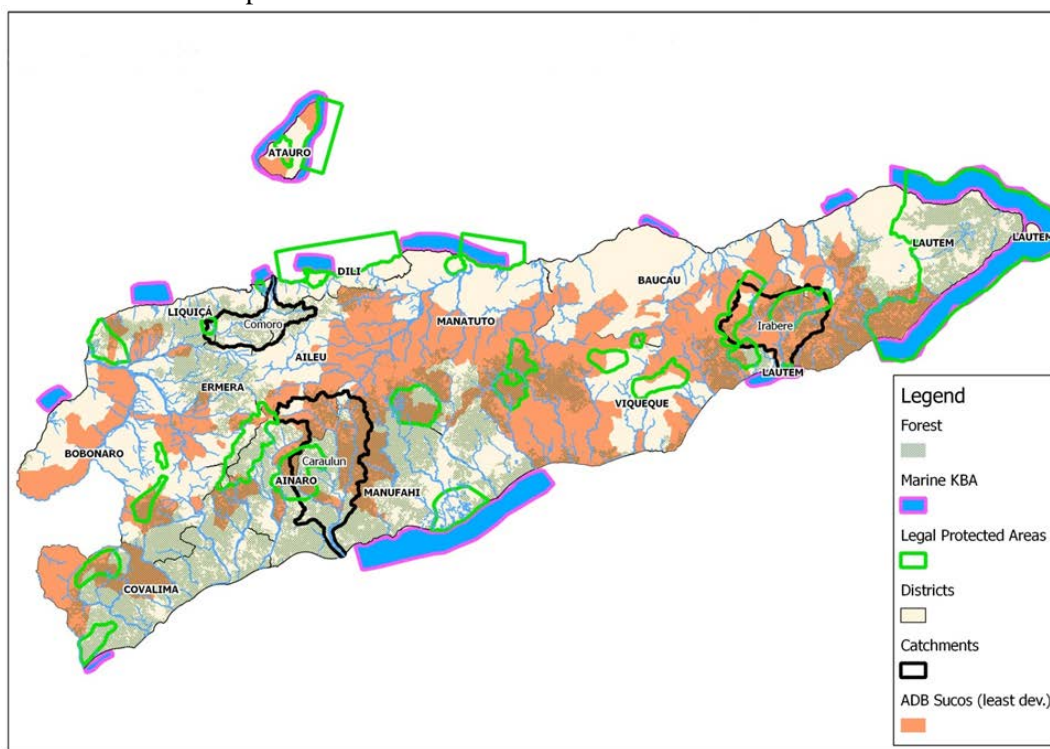 ATAURO
LAUTEM
LAUTEM
DILI
BAUCAU
LIQUIÇÁ
Comoro
MANATUTO
Irabere
AILEU
LAUTEM
ERMERA
VIQUEQUE
BOBONARO
Caraulun
AINARO
MANUFAHI
COVALIMA
Legend
Forest
Marine KBA
Legal Protected Areas
Districts
Catchments
ADB Sucos (least dev.)